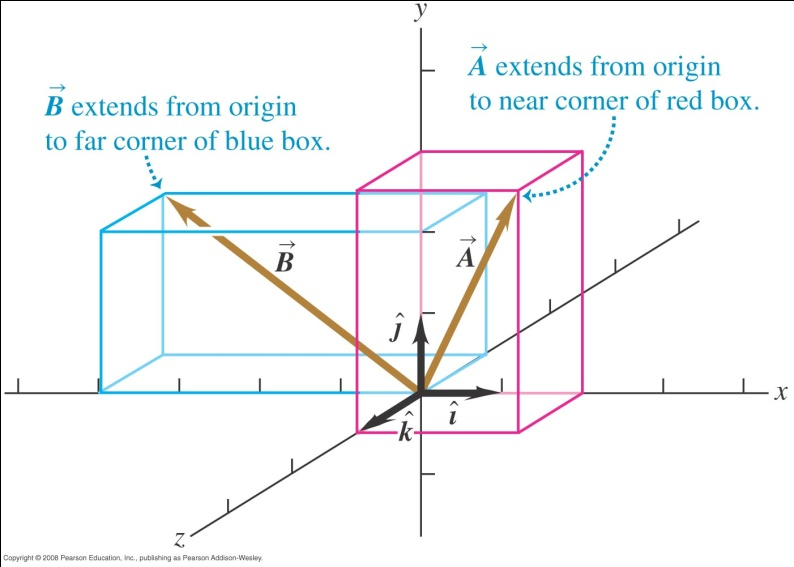 y
A⃗ extends from origin
to near corner of red box.
B⃗ extends from origin
to far corner of blue box.
B⃗
A⃗
ĵ
x
î
k̂
z
Copyright © 2008 Pearson Education, Inc., publishing as Pearson Addison-Wesley.